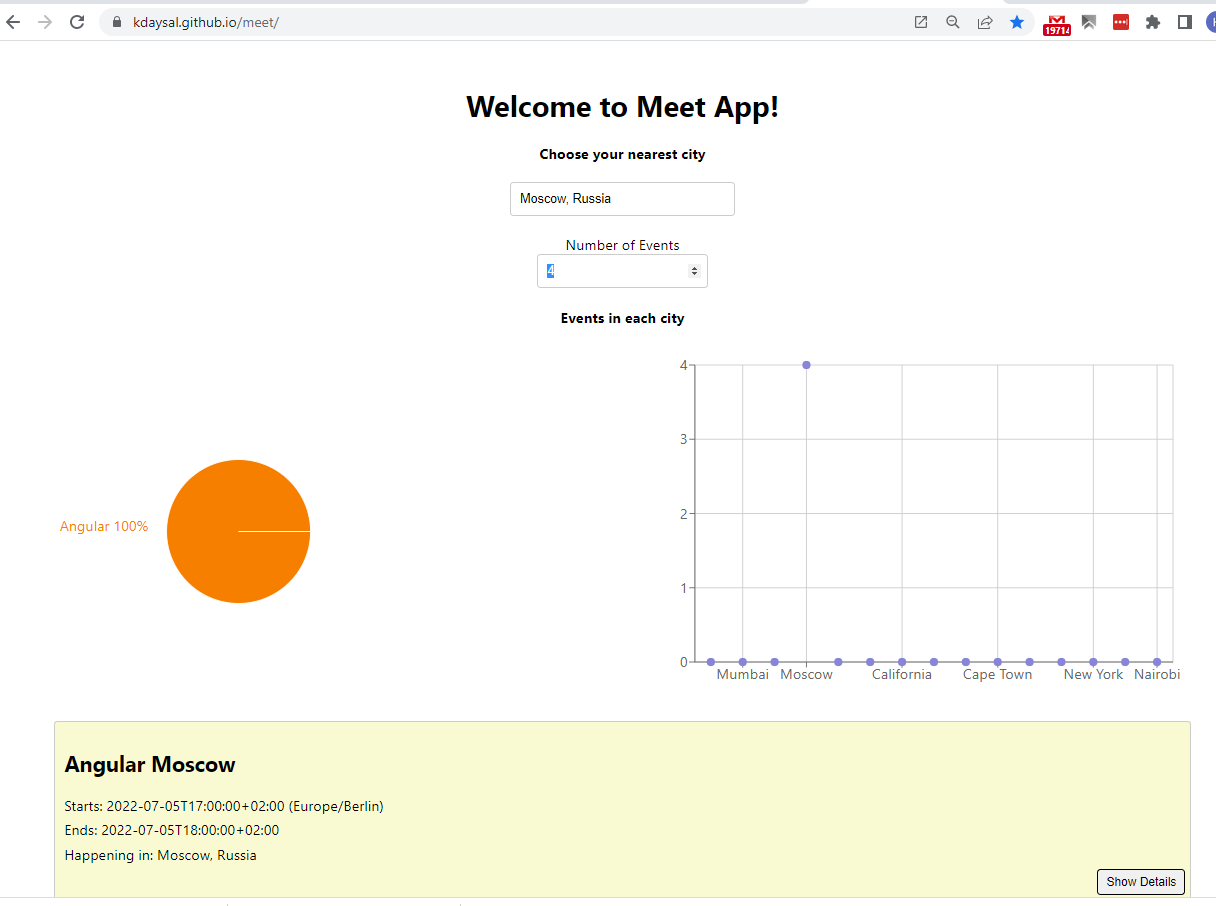 kdaysal.github.io/meet/
19714
Welcome to Meet App!
Choose your nearest city
Moscow, Russia
Number of Events
4
Events in each city
Angular 100%
4
3
2
1
0
Mumbai Moscow California Cape Town New York Nairobi
Angular Moscow
Starts: 2022-07-05T17:00:00+02:00 (Europe/Berlin)
Ends: 2022-07-05T18:00:00+02:00
Happening in: Moscow, Russia
Show Details